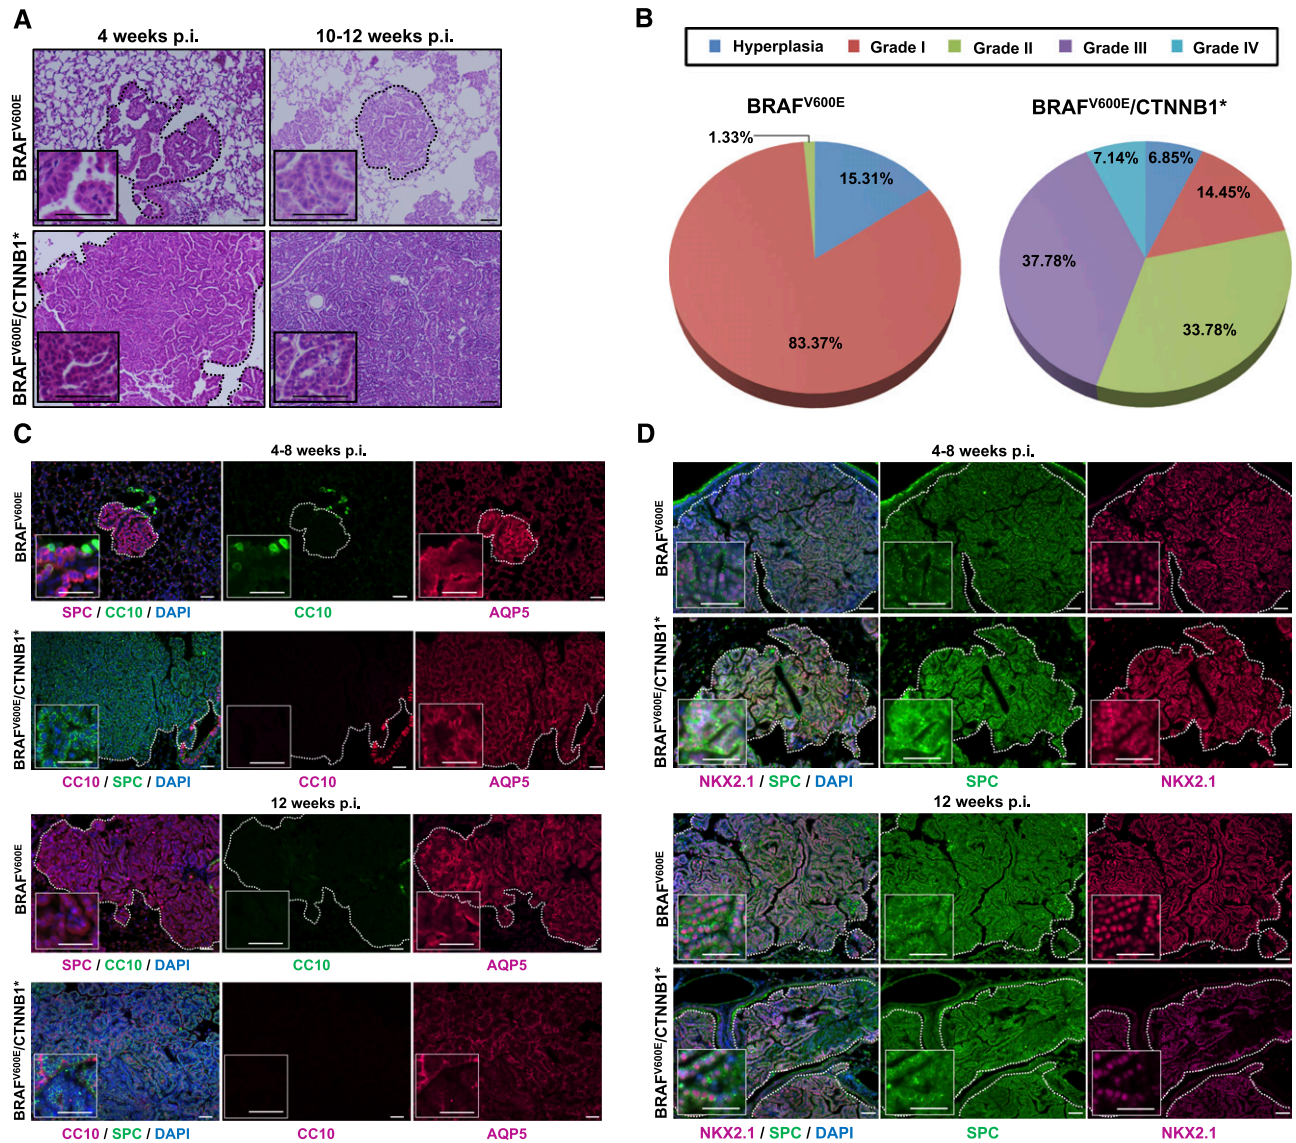 A
4 weeks p.i.
10-12 weeks p.i.
BRAFV600E
BRAFV600E/CTNNB1*
B
Hyperplasia
Grade I
Grade II
Grade III
Grade IV
BRAFV600E
BRAFV600E/CTNNB1*
1.33%
15.31%
83.37%
7.14%
6.85%
14.45%
37.78%
33.78%
C
4-8 weeks p.i.
BRAFV600E
SPC / CC10 / DAPI
CC10
AQP5
BRAFV600E/CTNNB1*
CC10 / SPC / DAPI
CC10
AQP5
12 weeks p.i.
BRAFV600E
SPC / CC10 / DAPI
CC10
AQP5
BRAFV600E/CTNNB1*
CC10 / SPC / DAPI
CC10
AQP5
D
4-8 weeks p.i.
BRAFV600E
BRAFV600E/CTNNB1*
NKX2.1 / SPC / DAPI
SPC
NKX2.1
12 weeks p.i.
BRAFV600E
BRAFV600E/CTNNB1*
NKX2.1 / SPC / DAPI
SPC
NKX2.1